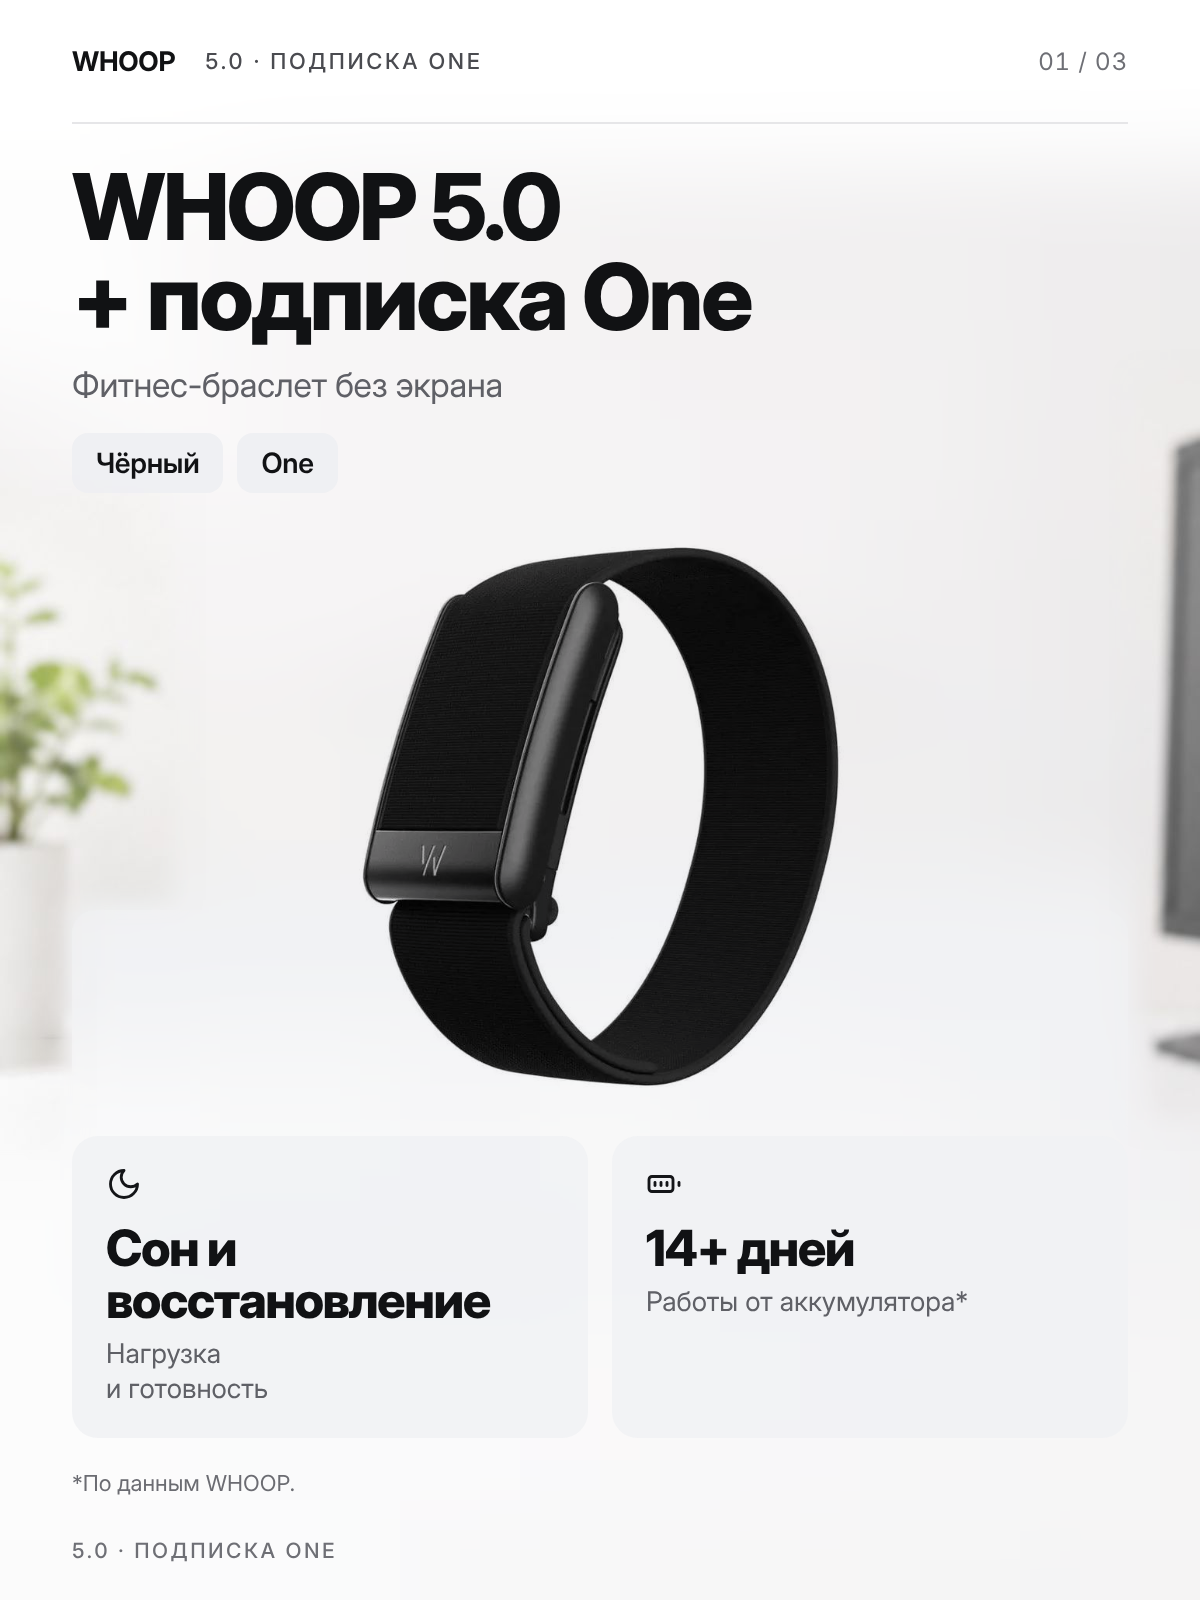 WHOOP 5.0 · ПОДПИСКА ONE 01 / 03
WHOOP 5.0
+ подписка One
Фитнес-браслет без экрана
Чёрный One
W
Сон и
восстановление
Нагрузка
и готовность
14+ дней
Работы от аккумулятора*
*По данным WHOOP.
5.0 · ПОДПИСКА ONE